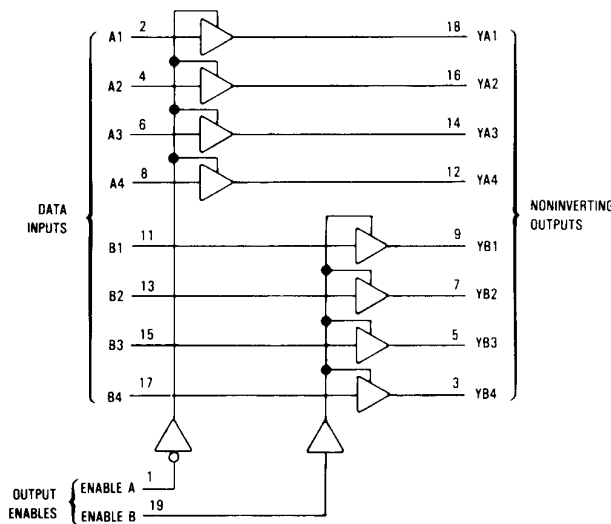 A1 2 18 YA1
A2 4 16 YA2
A3 6 14 YA3
A4 8 12 YA4
DATA
INPUTS
NONINVERTING
OUTPUTS
B1 11 9 YB1
B2 13 7 YB2
B3 15 5 YB3
B4 17 3 YB4
OUTPUT
ENABLES
ENABLE A 1
ENABLE B 19